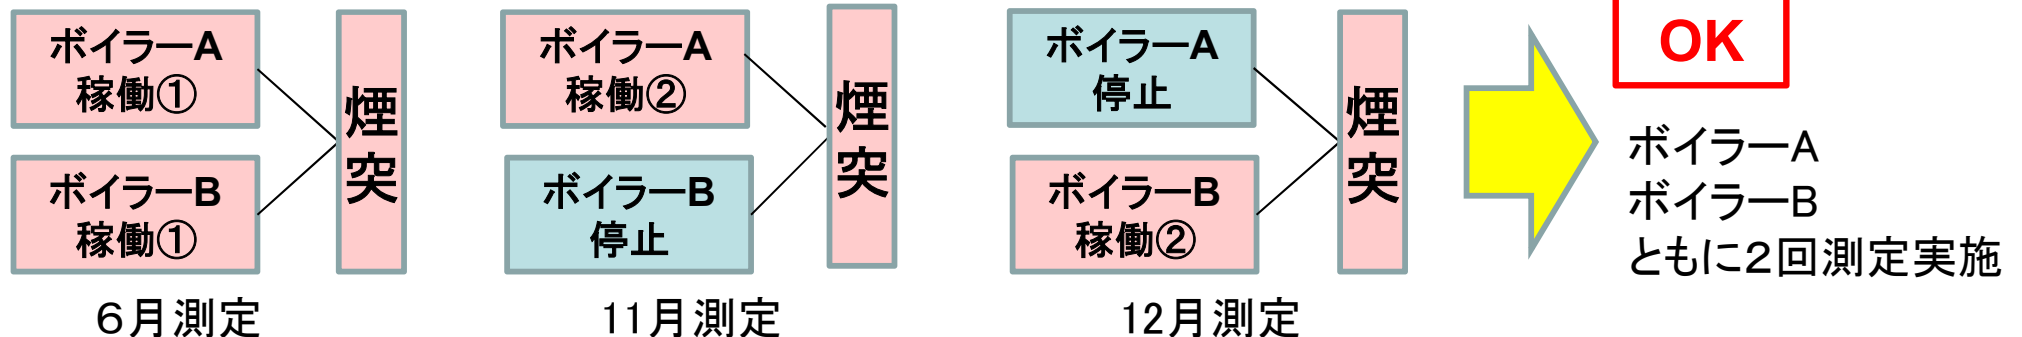 ボイラーA
稼働①
ボイラーB
稼働①
煙突
6月測定
ボイラーA
稼働②
ボイラーB
停止
煙突
11月測定
ボイラーA
停止
ボイラーB
稼働②
煙突
12月測定
OK
ボイラーA
ボイラーB
ともに2回測定実施